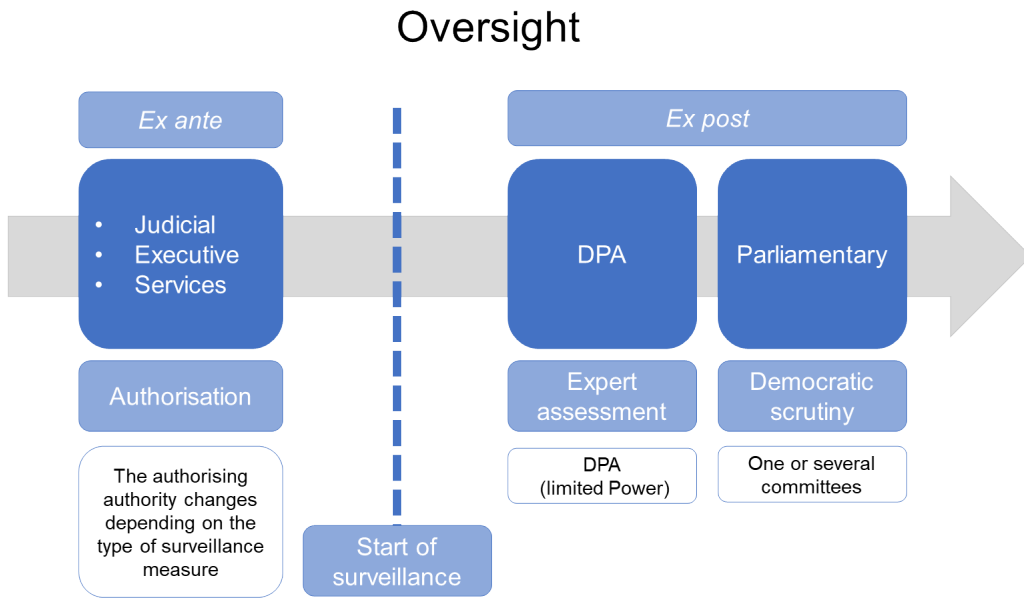 Oversight
Ex ante
Ex post
• Judicial
• Executive
• Services
DPA
Parliamentary
Authorisation
Expert
assessment
Democratic
scrutiny
The authorising
authority changes
depending on the
type of surveillance
measure
DPA
(limited Power)
One or several
committees
Start of
surveillance